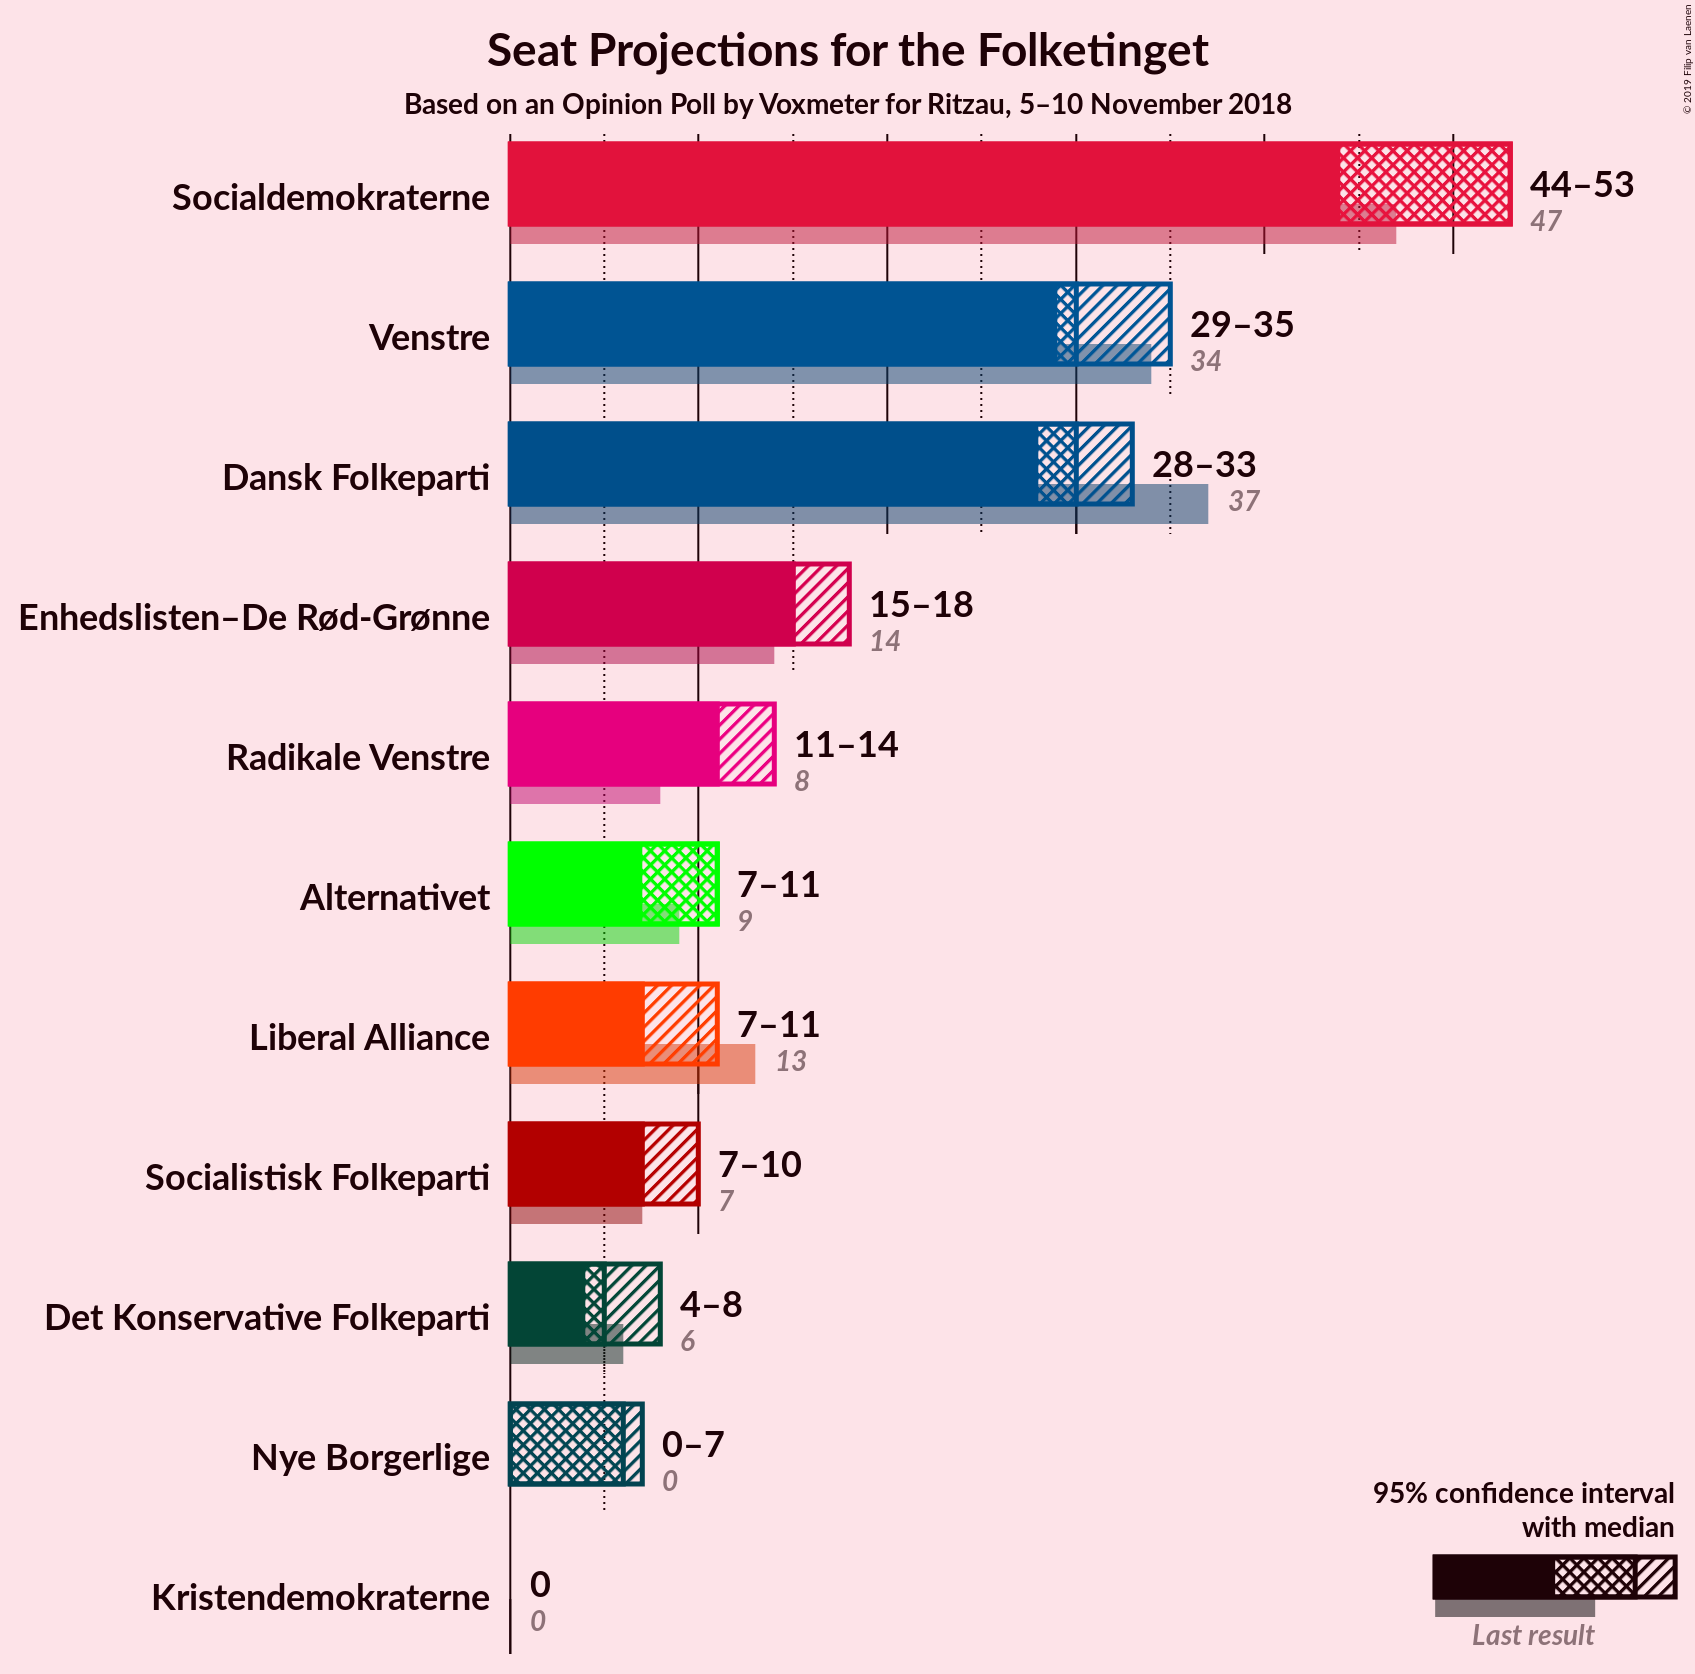 Seat Projections for the Folketinget
Based on an Opinion Poll by Voxmeter for Ritzau, 5–10 November 2018
© 2019 Filip van Laenen
Socialdemokraterne
44–53
47
Venstre
29–35
34
Dansk Folkeparti
28–33
37
Enhedslisten–De Rød-Grønne
15–18
14
Radikale Venstre
11–14
8
Alternativet
7–11
9
Liberal Alliance
7–11
13
Socialistisk Folkeparti
7–10
7
Det Konservative Folkeparti
4–8
6
Nye Borgerlige
0–7
0
Kristendemokraterne
0
0
95% confidence interval
with median
Last result